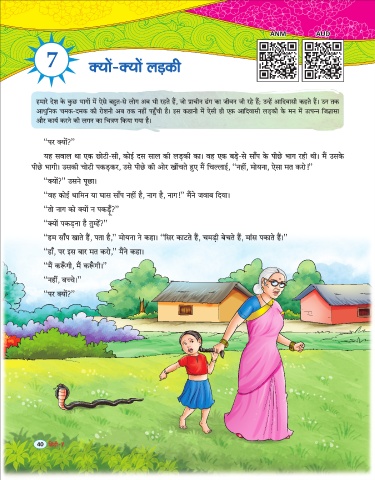 ANM
AUD
7
क्यों-क्यों लड़की
हमारे देश के कुछ भागों में ऐसे बहुत-से लोग अब भी रहते हैं, जो प्राचीन ढंग का जीवन जी रहे हैं; उन्हें आदिवासी कहते हैं। उन तक
आधुनिक चमक-दमक की रोशनी अब तक नहीं पहुँची है। इस कहानी में ऐसी ही एक आदिवासी लड़की के मन में उत्पन्न जिज्ञासा
और कार्य करने की लगन का चित्रण किया गया है।
“पर क्यों?”
यह सवाल था एक छोटी-सी, कोई दस साल की लड़की का। वह एक बड़े-से साँप के पीछे भाग रही थी। मैं उसके
पीछे भागी। उसकी चोटी पकड़कर, उसे पीछे की ओर खींचते हुए मैं चिल्लाई, “नहीं, मोयना, ऐसा मत करो।”
“क्यों?” उसने पूछा।
“वह कोई धामिन या घास साँप नहीं है, नाग है, नाग।” मैंने जवाब दिया।
“तो नाग को क्यों न पकड़ूँ?”
“क्यों पकड़ना है तुम्हें?”
“हम साँप खाते हैं, पता है,” मोयना ने कहा। “सिर काटते हैं, चमड़ी बेचते हैं, मांस पकाते हैं।”
“हाँ, पर इस बार मत करो,” मैंने कहा।
“मैं करूँगी, मैं करूँगी।”
“नहीं, बच्चे।”
“पर क्यों?”
40